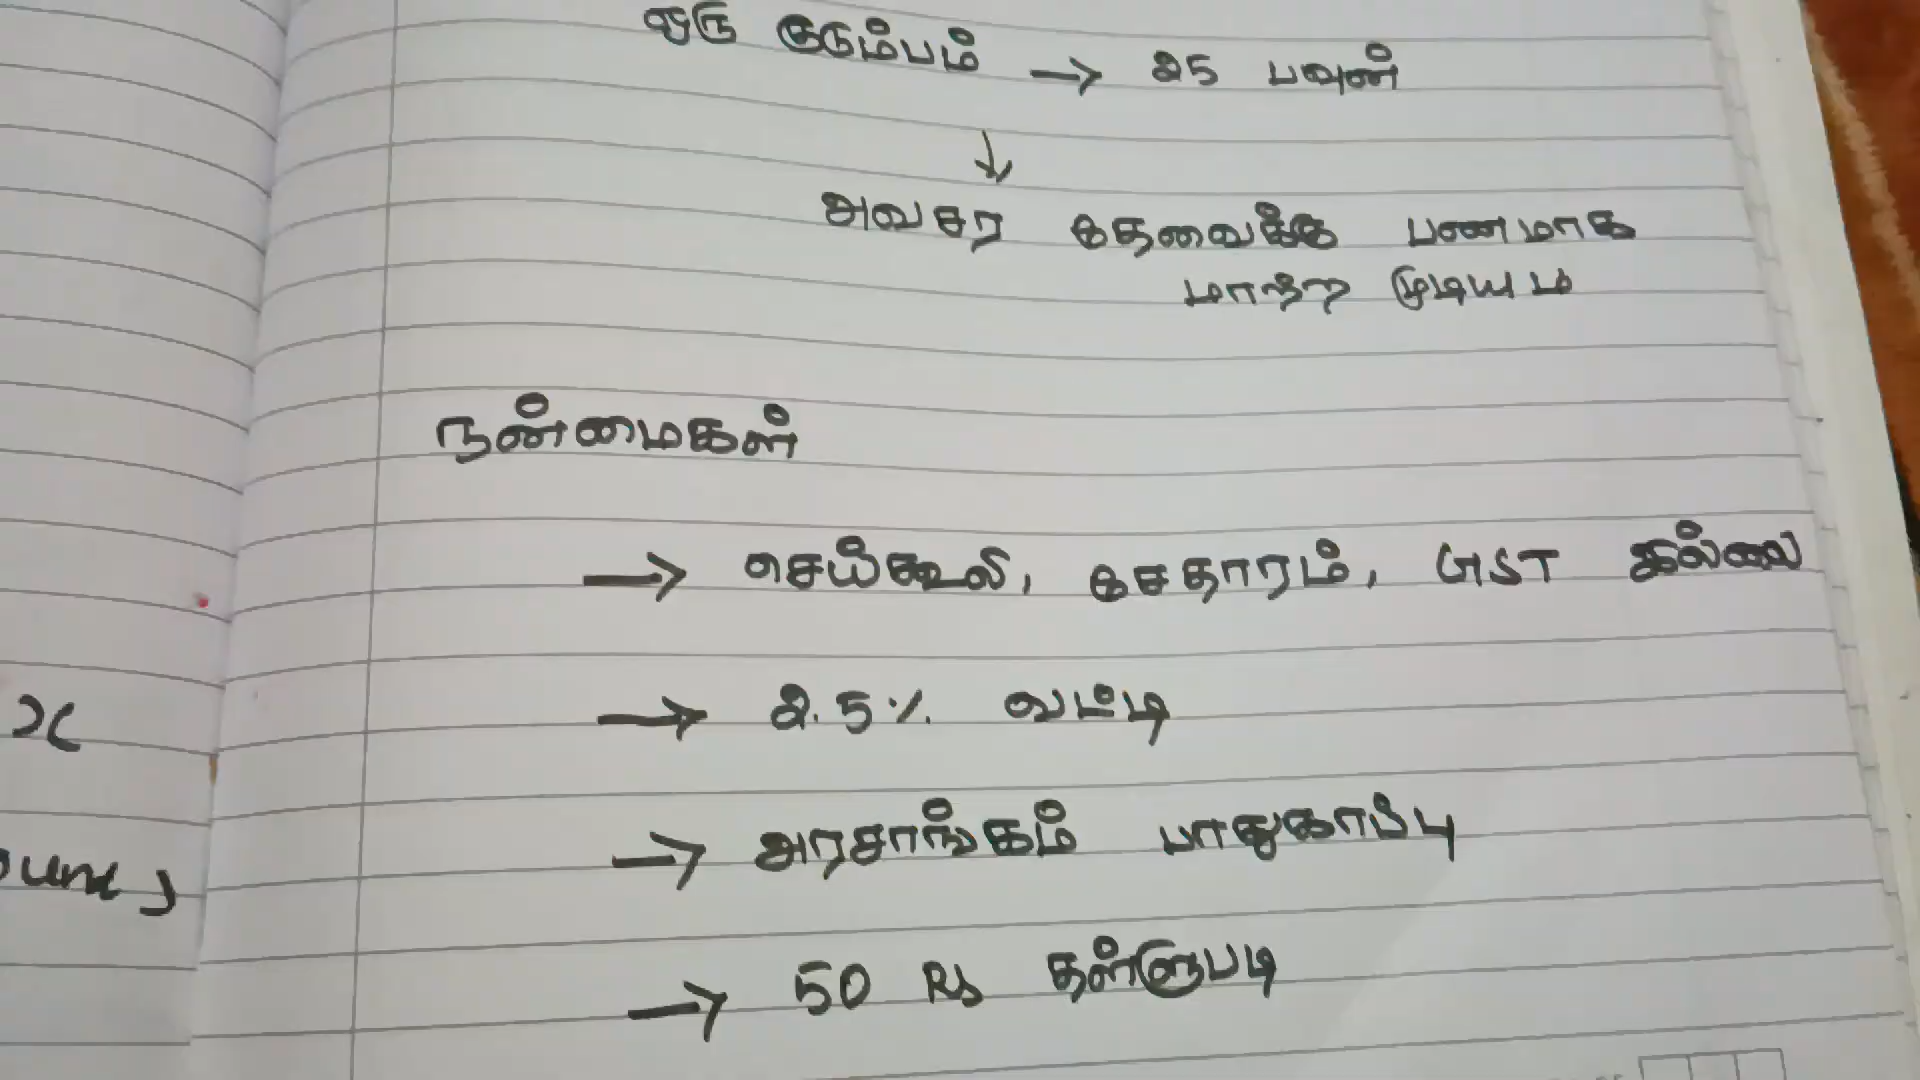 ஒரு குடும்பம் → 25 பவுன்
↓
அவசர தேவைக்கு பணமாக
மாற்ற முடியும்
நன்மைகள்
→ செய்கூலி, சேதாரம், GST இல்லை
→ 2.5% வட்டி
→ அரசாங்கம் பாதுகாப்பு
→ 50 Rs தள்ளுபடி